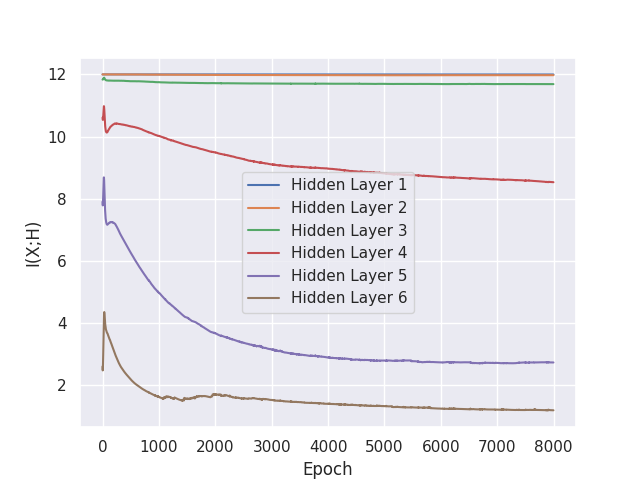 12
10
8
6
4
2
I(X;H)
Hidden Layer 1
Hidden Layer 2
Hidden Layer 3
Hidden Layer 4
Hidden Layer 5
Hidden Layer 6
0 1000 2000 3000 4000 5000 6000 7000 8000
Epoch